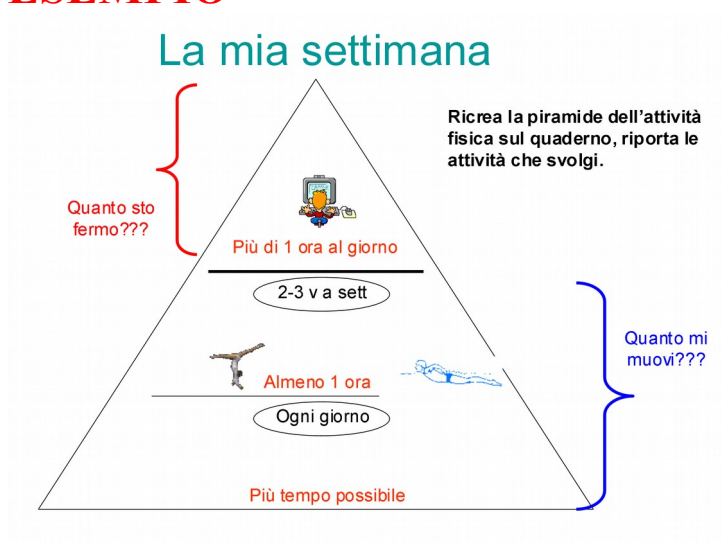 ESEMPIO
La mia settimana
Ricrea la piramide dell'attività
fisica sul quaderno, riporta le
attività che svolgi.
Quanto sto
fermo???
Più di 1 ora al giorno
2-3 v a sett
Quanto mi
muovi???
Almeno 1 ora
Ogni giorno
Più tempo possibile